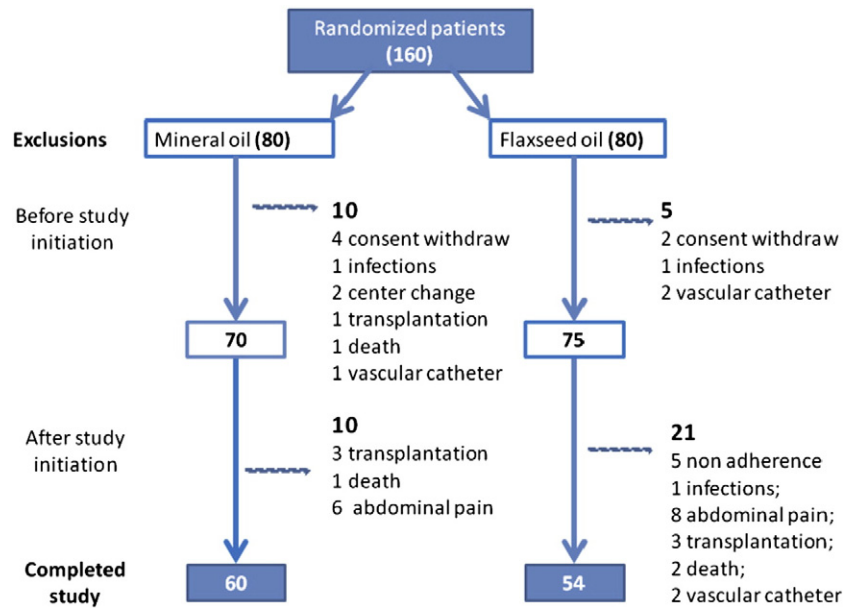 Randomized patients
(160)
Exclusions
Mineral oil (80)
Flaxseed oil (80)
Before study
initiation
10
4 consent withdraw
1 infections
2 center change
1 transplantation
1 death
1 vascular catheter
5
2 consent withdraw
1 infections
2 vascular catheter
70
75
After study
initiation
10
3 transplantation
1 death
6 abdominal pain
21
5 non adherence
1 infections;
8 abdominal pain;
3 transplantation;
2 death;
2 vascular catheter
Completed
study
60
54